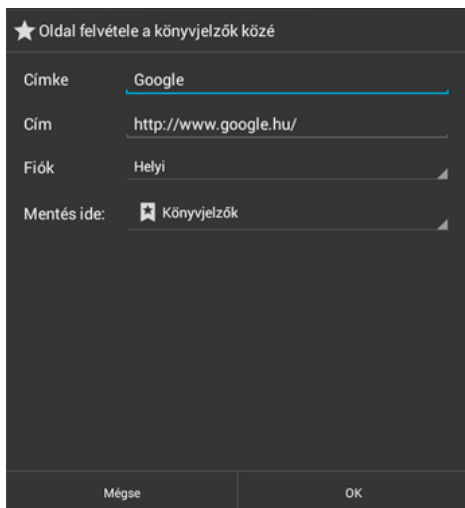 Oldal felvétele a könyvjelzők közé
Címke Google
Cím http://www.google.hu/
Fiók Helyi
Mentés ide: Könyvjelzők
Mégse OK